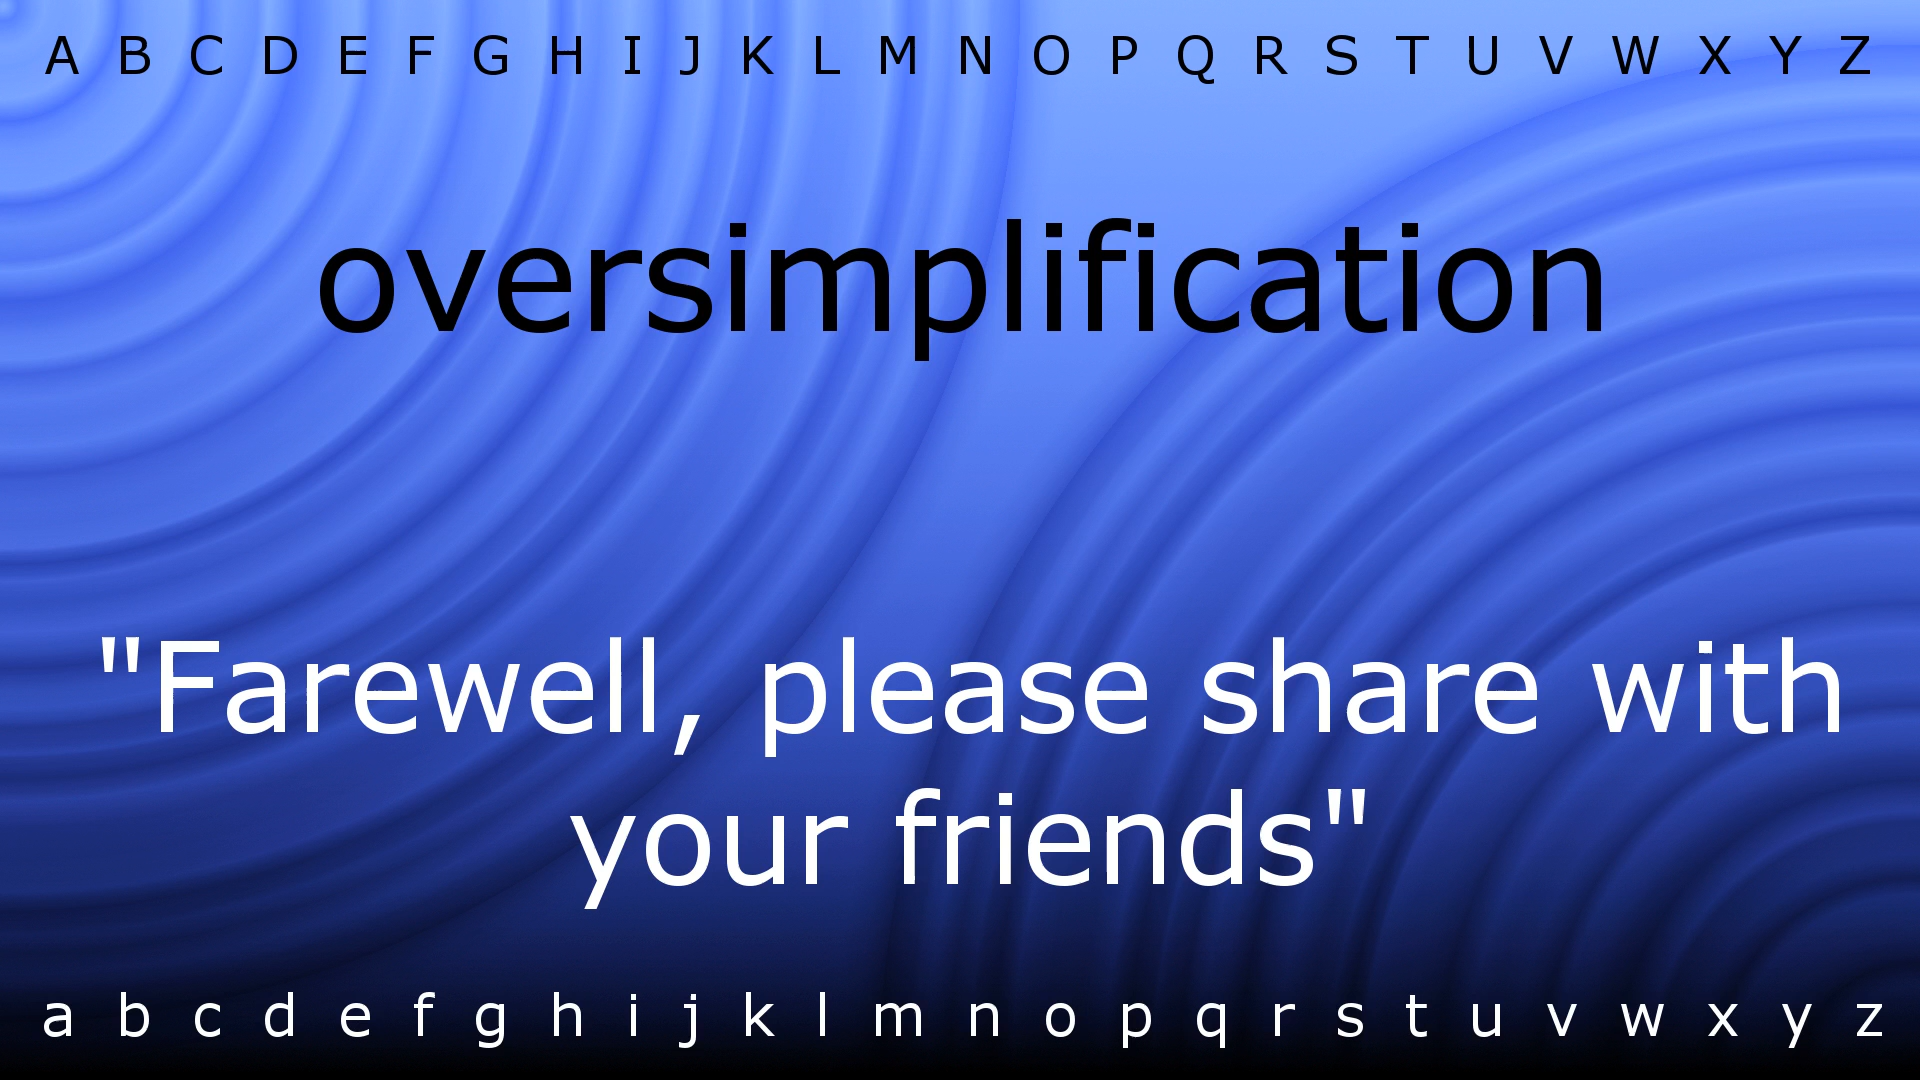 A B C D E F G H I J K L M N O P Q R S T U V W X Y Z
oversimplification
"Farewell, please share with
your friends"
a b c d e f g h i j k l m n o p q r s t u v w x y z